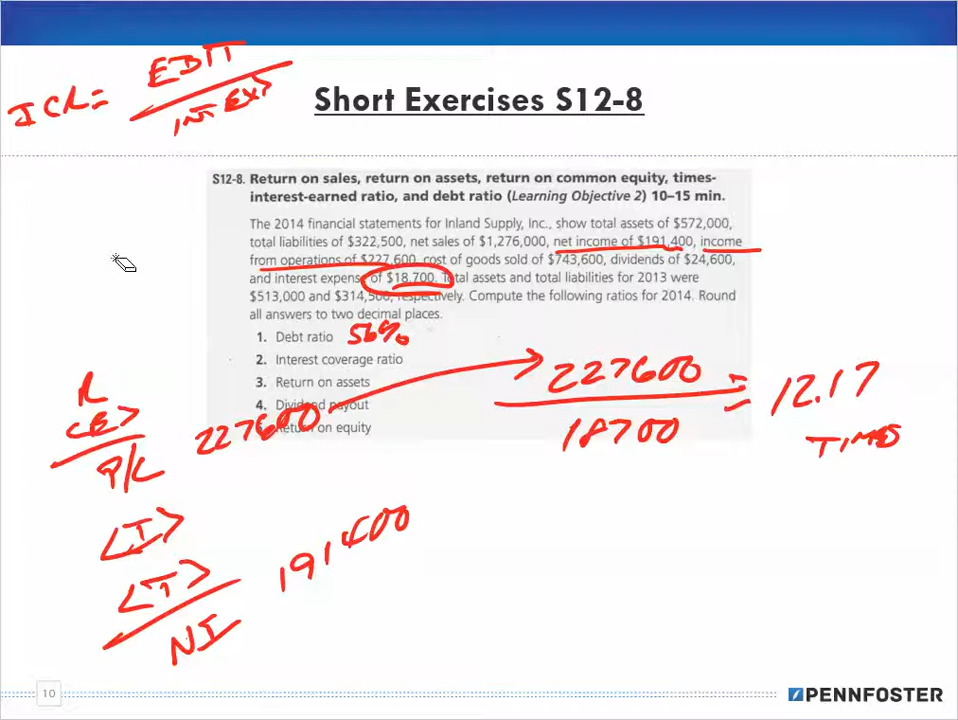 ICR = EBIT
INT EXP
Short Exercises S12-8
S12-8. Return on sales, return on assets, return on common equity, times-
interest-earned ratio, and debt ratio (Learning Objective 2) 10–15 min.
The 2014 financial statements for Inland Supply, Inc., show total assets of $572,000,
total liabilities of $322,500, net sales of $1,276,000, net income of $191,400, income
from operations of $227,600, cost of goods sold of $743,600, dividends of $24,600,
and interest expense of $18,700. Total assets and total liabilities for 2013 were
$513,000 and $314,500, respectively. Compute the following ratios for 2014. Round
all answers to two decimal places.
1. Debt ratio 56%
2. Interest coverage ratio
3. Return on assets
4. Dividend payout
5. Return on equity
R
<E>
P/L 227600
227600
18700
= 12.17
TIMES
<I>
<T>
NI 191400
10
PENNFOSTER